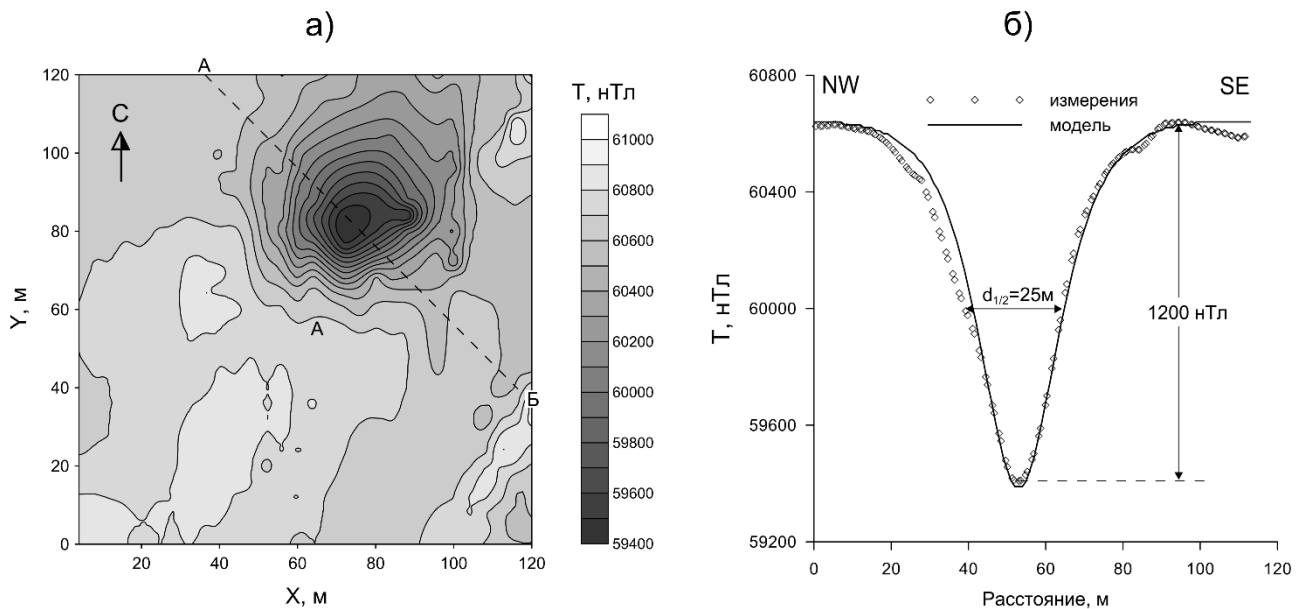 а)
б)
А
Т, нТл
С
А
Б
120
100
80
60
40
20
0
20
40
60
80
100
120
Y, м
X, м
61000
60800
60600
60400
60200
60000
59800
59600
59400
60800
60400
60000
59600
59200
Т, нТл
NW
SE
измерения
модель
d1/2=25м
1200 нТл
0
20
40
60
80
100
120
Расстояние, м